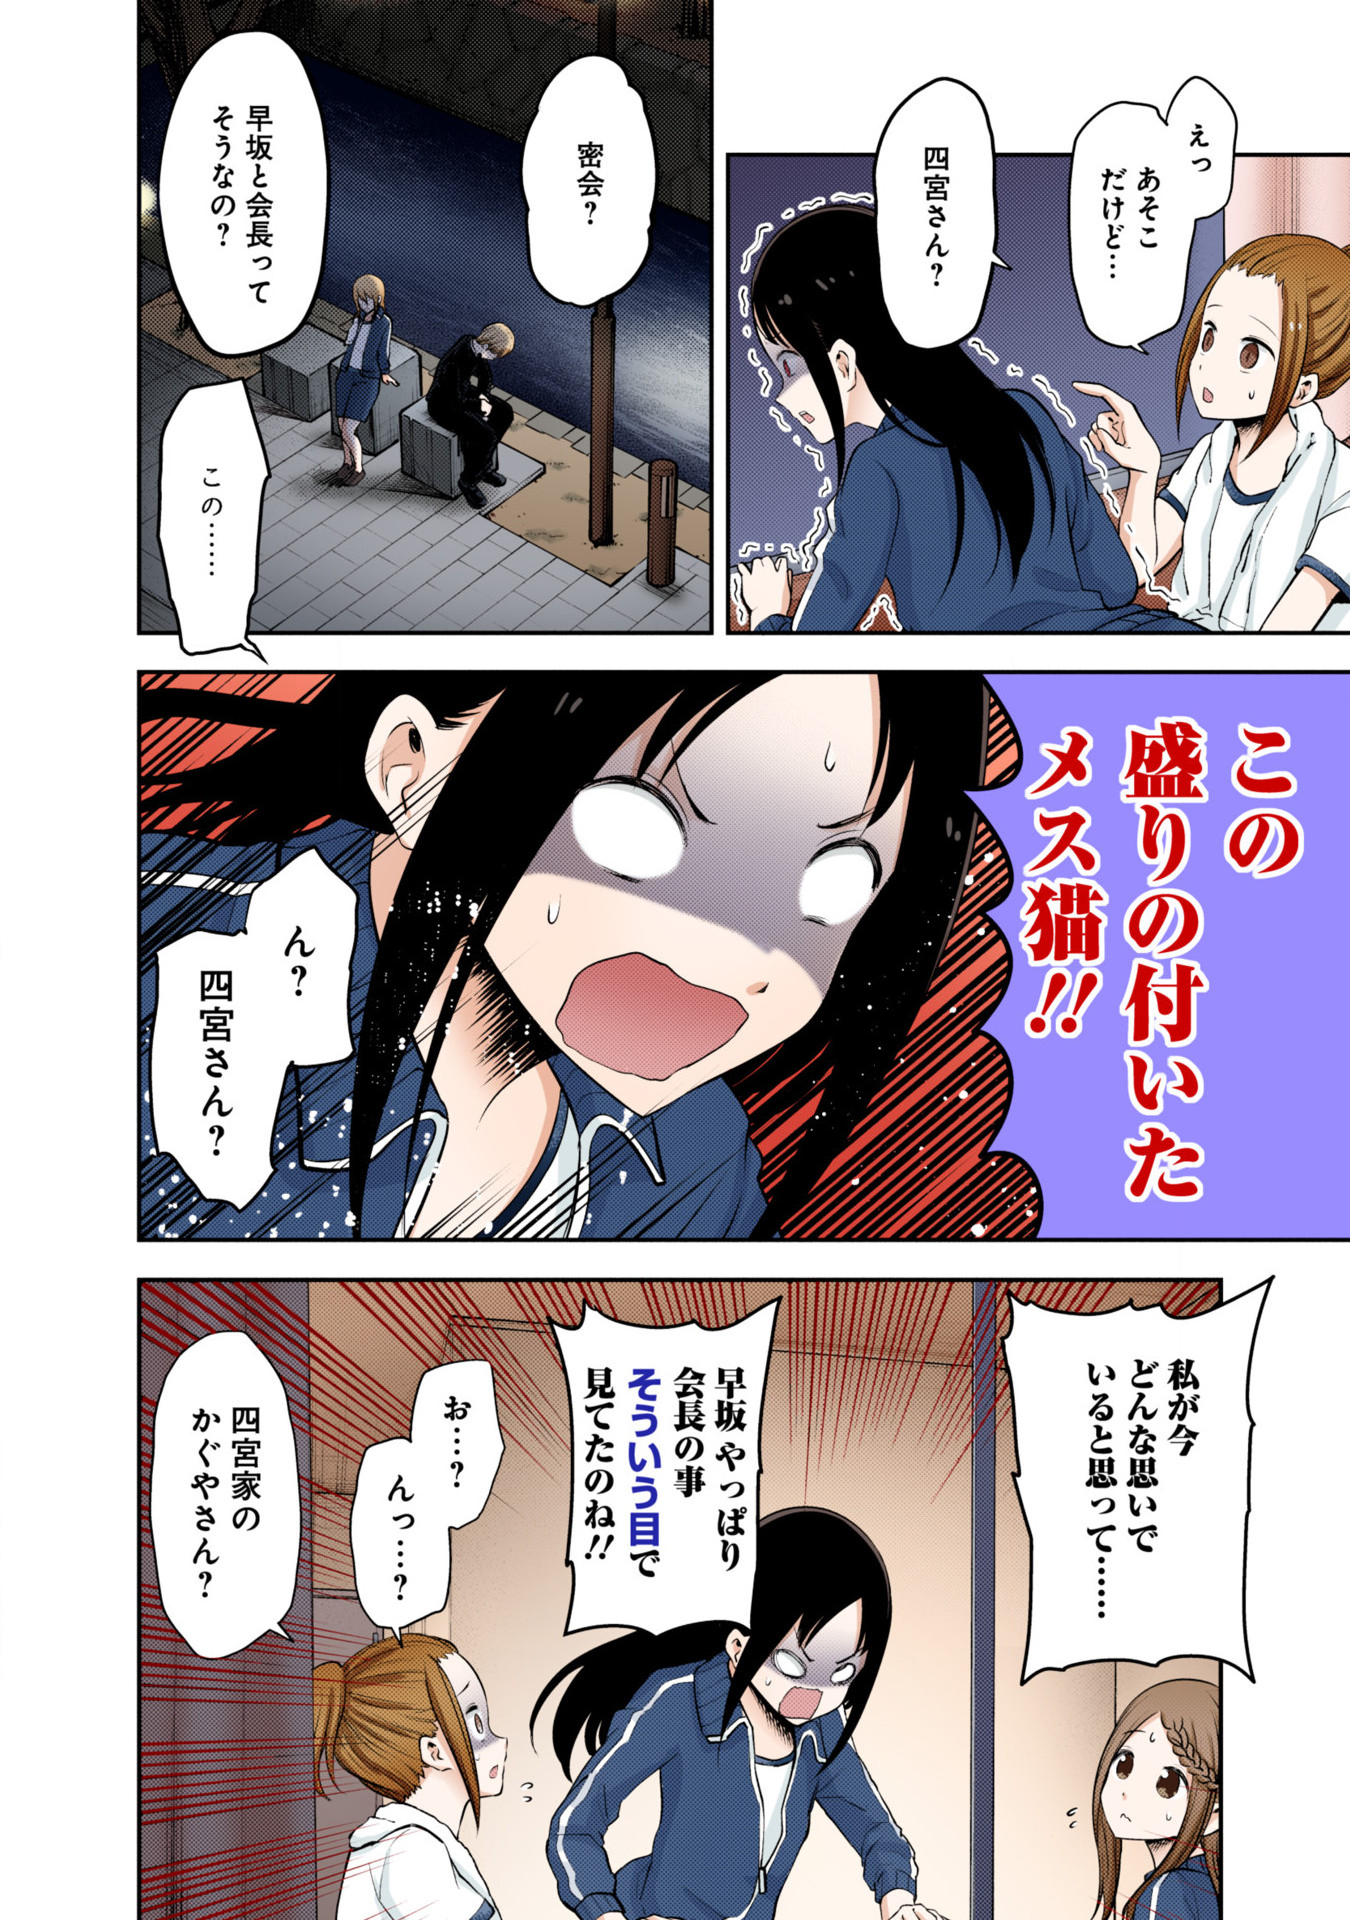 えっ
あそこ
だけど…
四宮さん？
密会？
早坂と会長って
そうなの？
この……
この
盛りの付いた
メス猫!!
ん？
四宮さん？
私が今
どんな思いで
いると思って……
早坂 やっぱり
会長の事
そういう目で
見てたのね!!
お…？
んっ…？
四宮家の
かぐやさん？